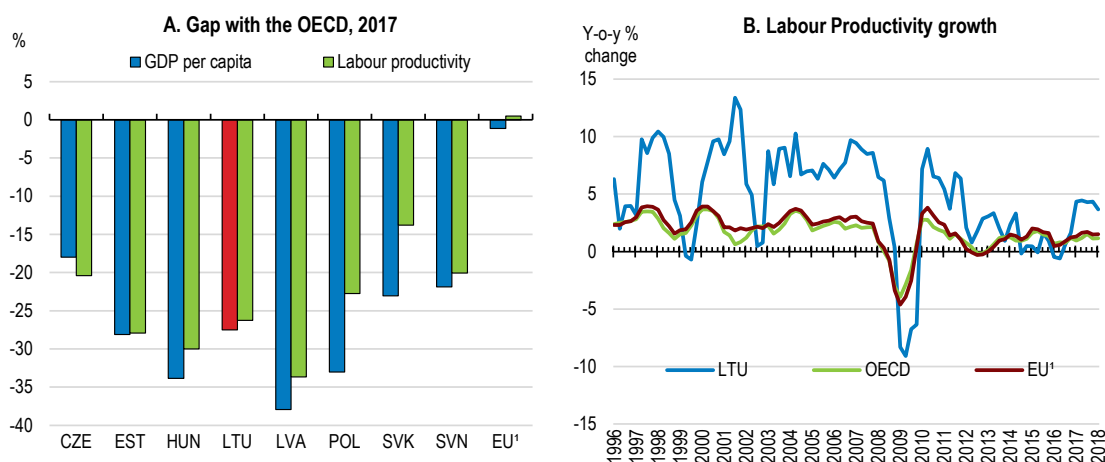 A. Gap with the OECD, 2017
%
GDP per capita
Labour productivity
5
0
-5
-10
-15
-20
-25
-30
-35
-40
CZE EST HUN LTU LVA POL SVK SVN EU¹
B. Labour Productivity growth
Y-o-y %
change
15
10
5
0
-5
-10
-15
LTU OECD EU¹
1996 1997 1998 1999 2000 2001 2002 2003 2004 2005 2006 2007 2008 2009 2010 2011 2012 2013 2014 2015 2016 2017 2018